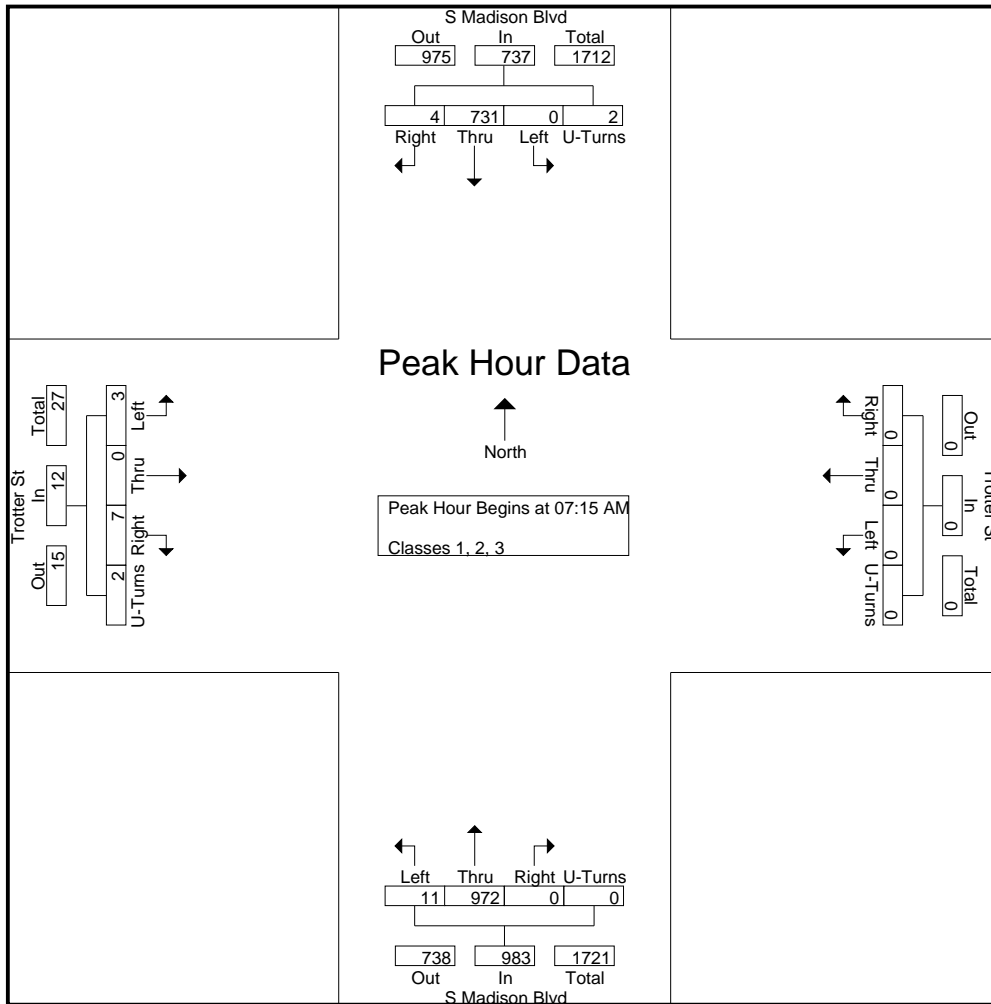 S Madison Blvd
Out In Total
975 737 1712
4 731 0 2
Right Thru Left U-Turns
Peak Hour Data
North
Peak Hour Begins at 07:15 AM
Classes 1, 2, 3
Trotter St
Total In Out
27 12 15
3 0 7 2
Left Thru Right U-Turns
Right Thru Left U-Turns
0 0 0 0
Out In Total
0 0 0
Trotter St
Left Thru Right U-Turns
11 972 0 0
738 983 1721
Out In Total
S Madison Blvd